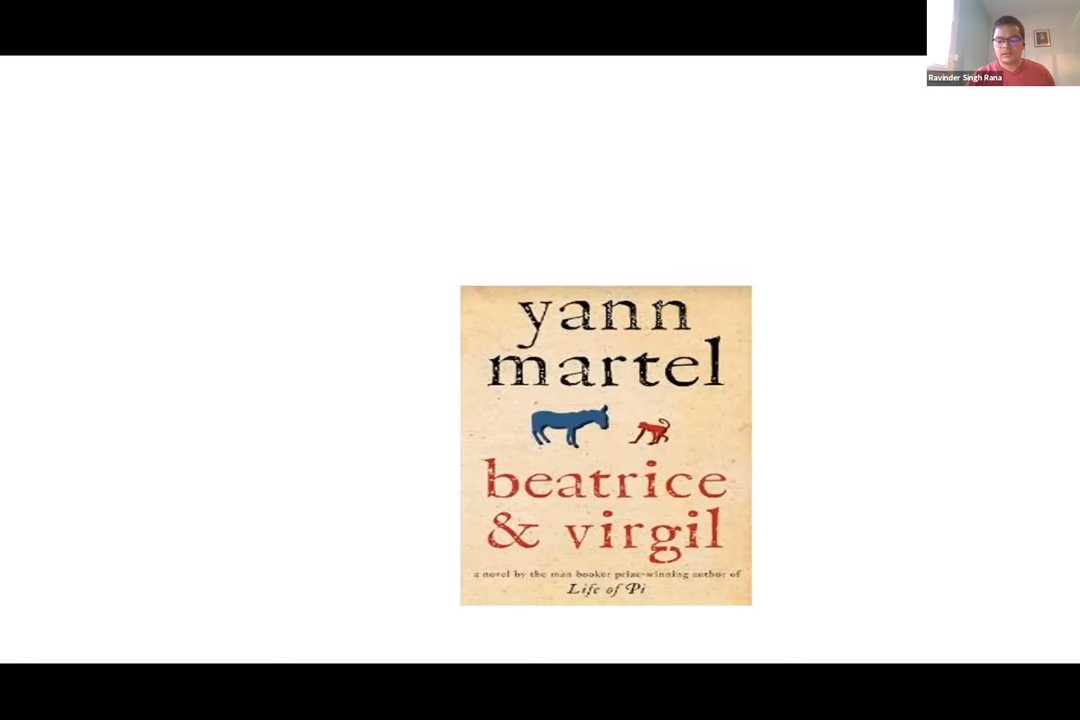 Ravinder Singh Rana
yann
martel
beatrice
& virgil
a novel by the man booker prize-winning author of
Life of Pi